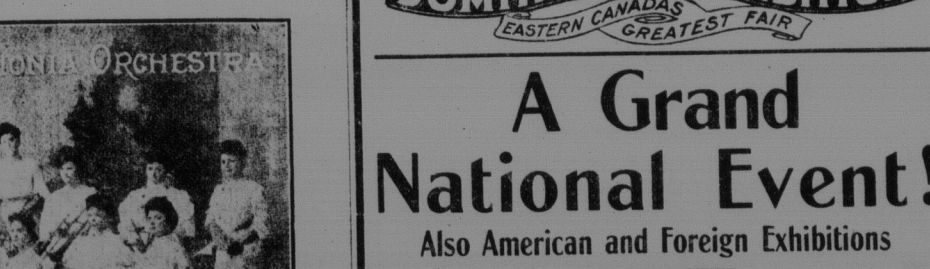 ORCHESTRA
EASTERN CANADAS
GREATEST FAIR
A Grand
National Event!
Also American and Foreign Exhibitions